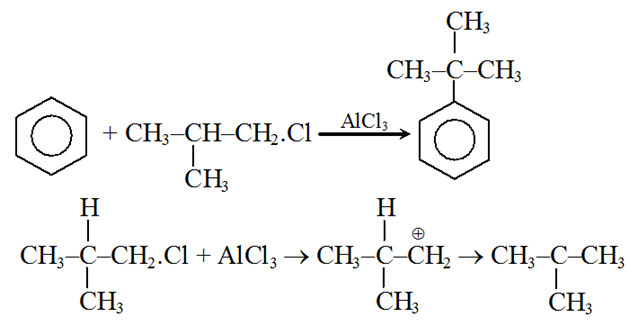 CH₃
CH₃–C–CH₃
+ CH₃–CH–CH₂.Cl AlCl₃
CH₃
H H
CH₃–C–CH₂.Cl + AlCl₃ → CH₃–C–CH₂ → CH₃–C–CH₃
⊕
CH₃ CH₃ CH₃